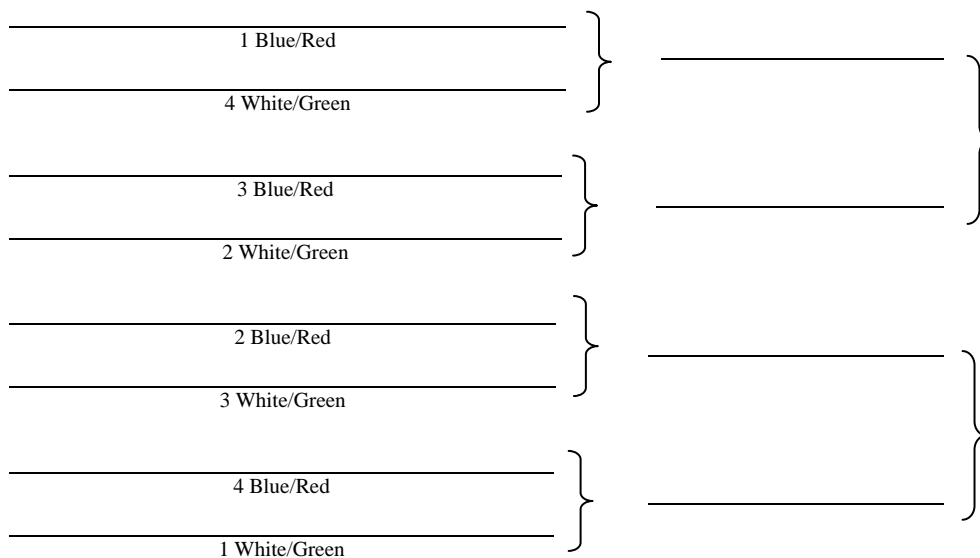 1 Blue/Red
4 White/Green
3 Blue/Red
2 White/Green
2 Blue/Red
3 White/Green
4 Blue/Red
1 White/Green